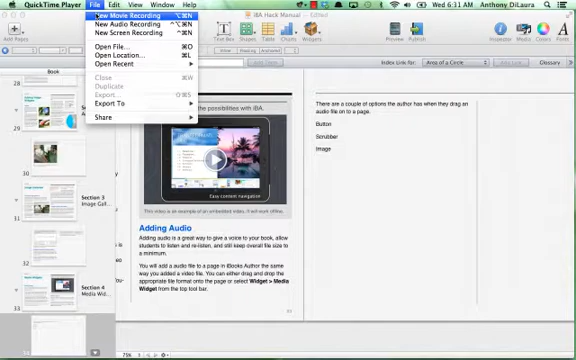 QuickTime Player File Edit View Window Help Wed 6:31 AM Anthony DiLaura
New Movie Recording ⌥⌘N
New Audio Recording ^⌥⌘N
New Screen Recording ^⌘N
Open File... ⌘O
Open Location... ⌘L
Open Recent
Close ⌘W
Duplicate
Export... ⇧⌘S
Export To
Share
iBA Hack Manual
Edited
Add Pages
Text Box Shapes Table Charts Widgets
Preview Publish
Inspector Media Colors Fonts
Book
Index Link for: Area of a Circle
Glossary
28
30
Section 3
Image Gal...
31
Section 4
Media Wid...
33
the possibilities with iBA.
Easy content navigation
This video is an example of an embedded video. It will work offline.
Adding Audio
Adding audio is a great way to give a voice to your book, allow
students to listen and re-listen, and still keep overall file size to
a minimum.
You will add a audio file to a page in iBooks Author the same
way you added a video file. You can either drag and drop the
appropriate file format onto the page or select Widget > Media
Widget from the top tool bar.
There are a couple of options the author has when they drag an
audio file on to a page.
Button
Scrubber
Image
75%